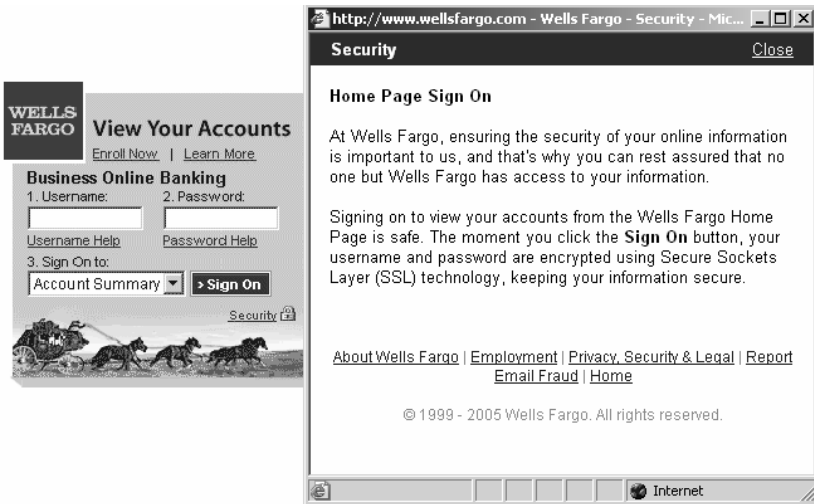 WELLS
FARGO
View Your Accounts
Enroll Now | Learn More
Business Online Banking
1. Username: 2. Password:
Username Help Password Help
3. Sign On to:
Account Summary › Sign On
Security
http://www.wellsfargo.com - Wells Fargo - Security - Mic...
Security Close
Home Page Sign On
At Wells Fargo, ensuring the security of your online information
is important to us, and that's why you can rest assured that no
one but Wells Fargo has access to your information.
Signing on to view your accounts from the Wells Fargo Home
Page is safe. The moment you click the Sign On button, your
username and password are encrypted using Secure Sockets
Layer (SSL) technology, keeping your information secure.
About Wells Fargo | Employment | Privacy, Security & Legal | Report
Email Fraud | Home
© 1999 - 2005 Wells Fargo. All rights reserved.
Internet